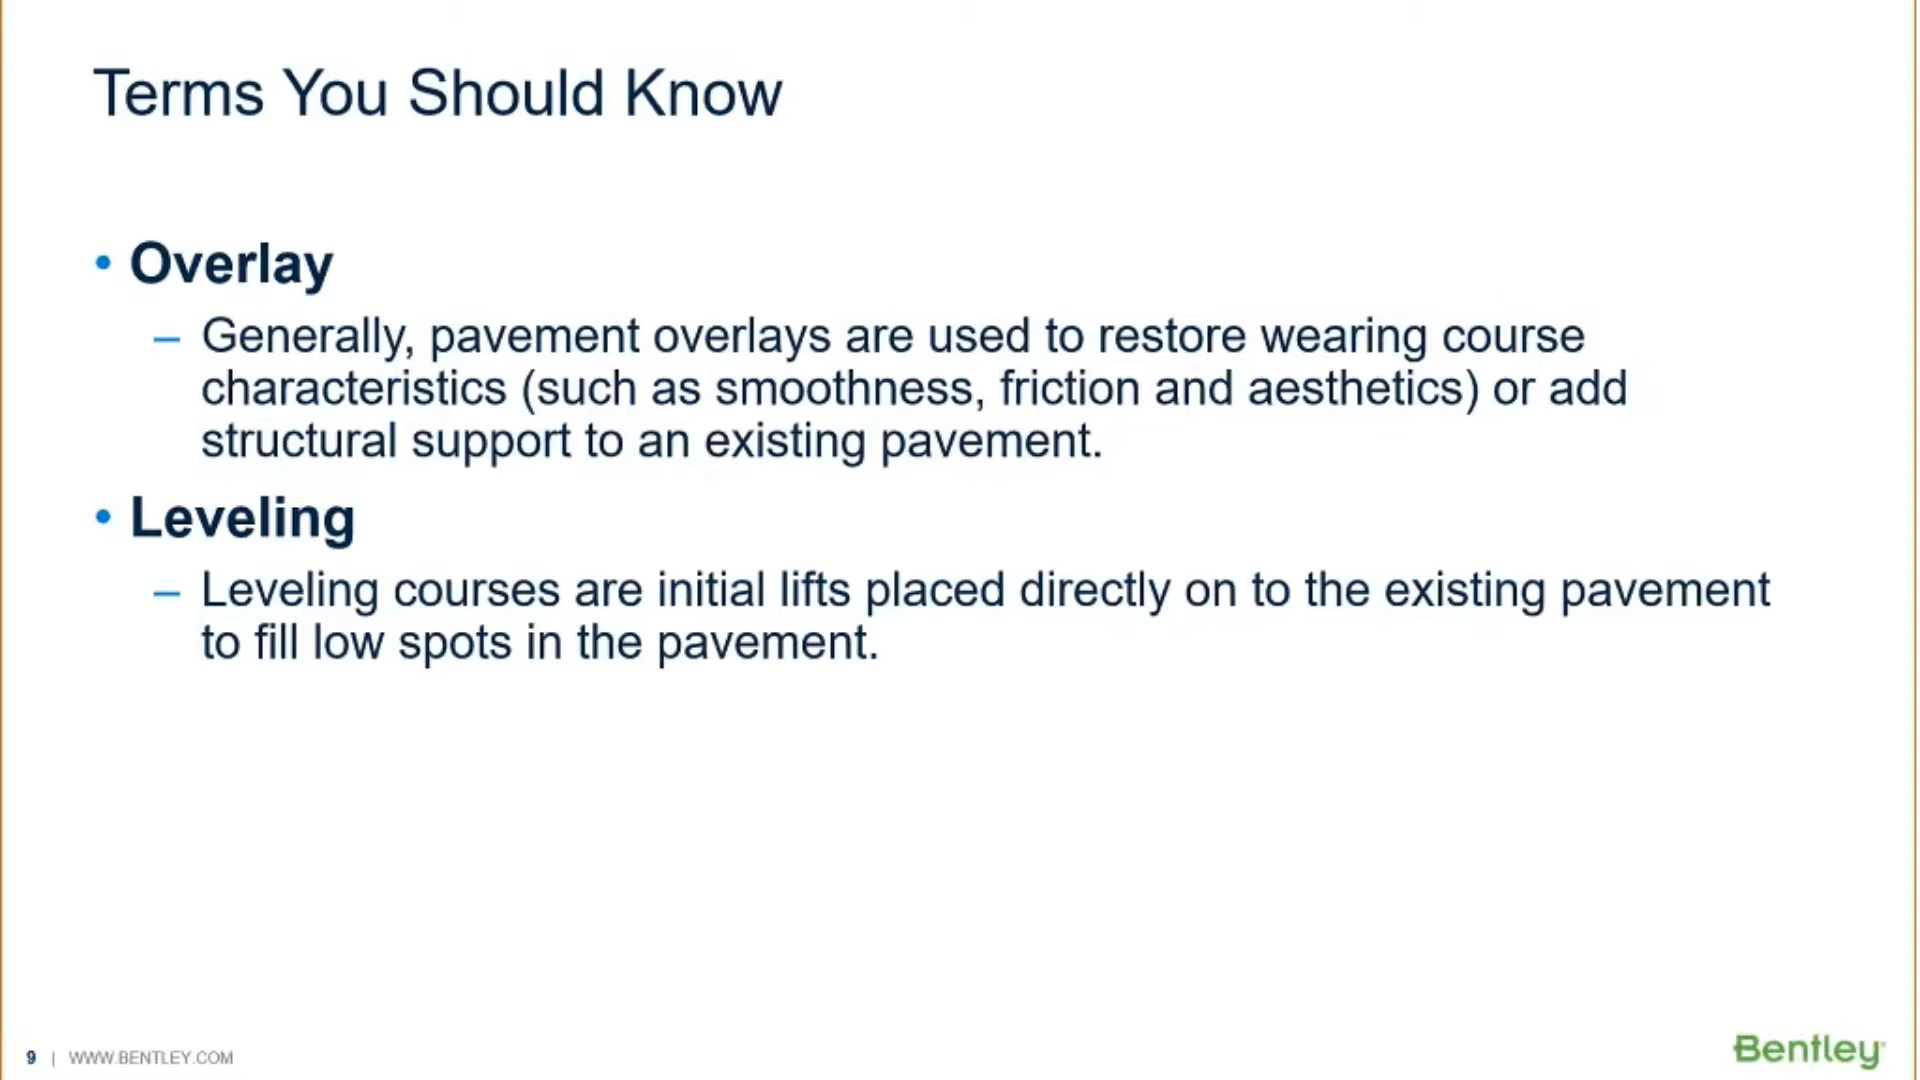 Terms You Should Know
• Overlay
– Generally, pavement overlays are used to restore wearing course
characteristics (such as smoothness, friction and aesthetics) or add
structural support to an existing pavement.
• Leveling
– Leveling courses are initial lifts placed directly on to the existing pavement
to fill low spots in the pavement.
9 | WWW.BENTLEY.COM
Bentley